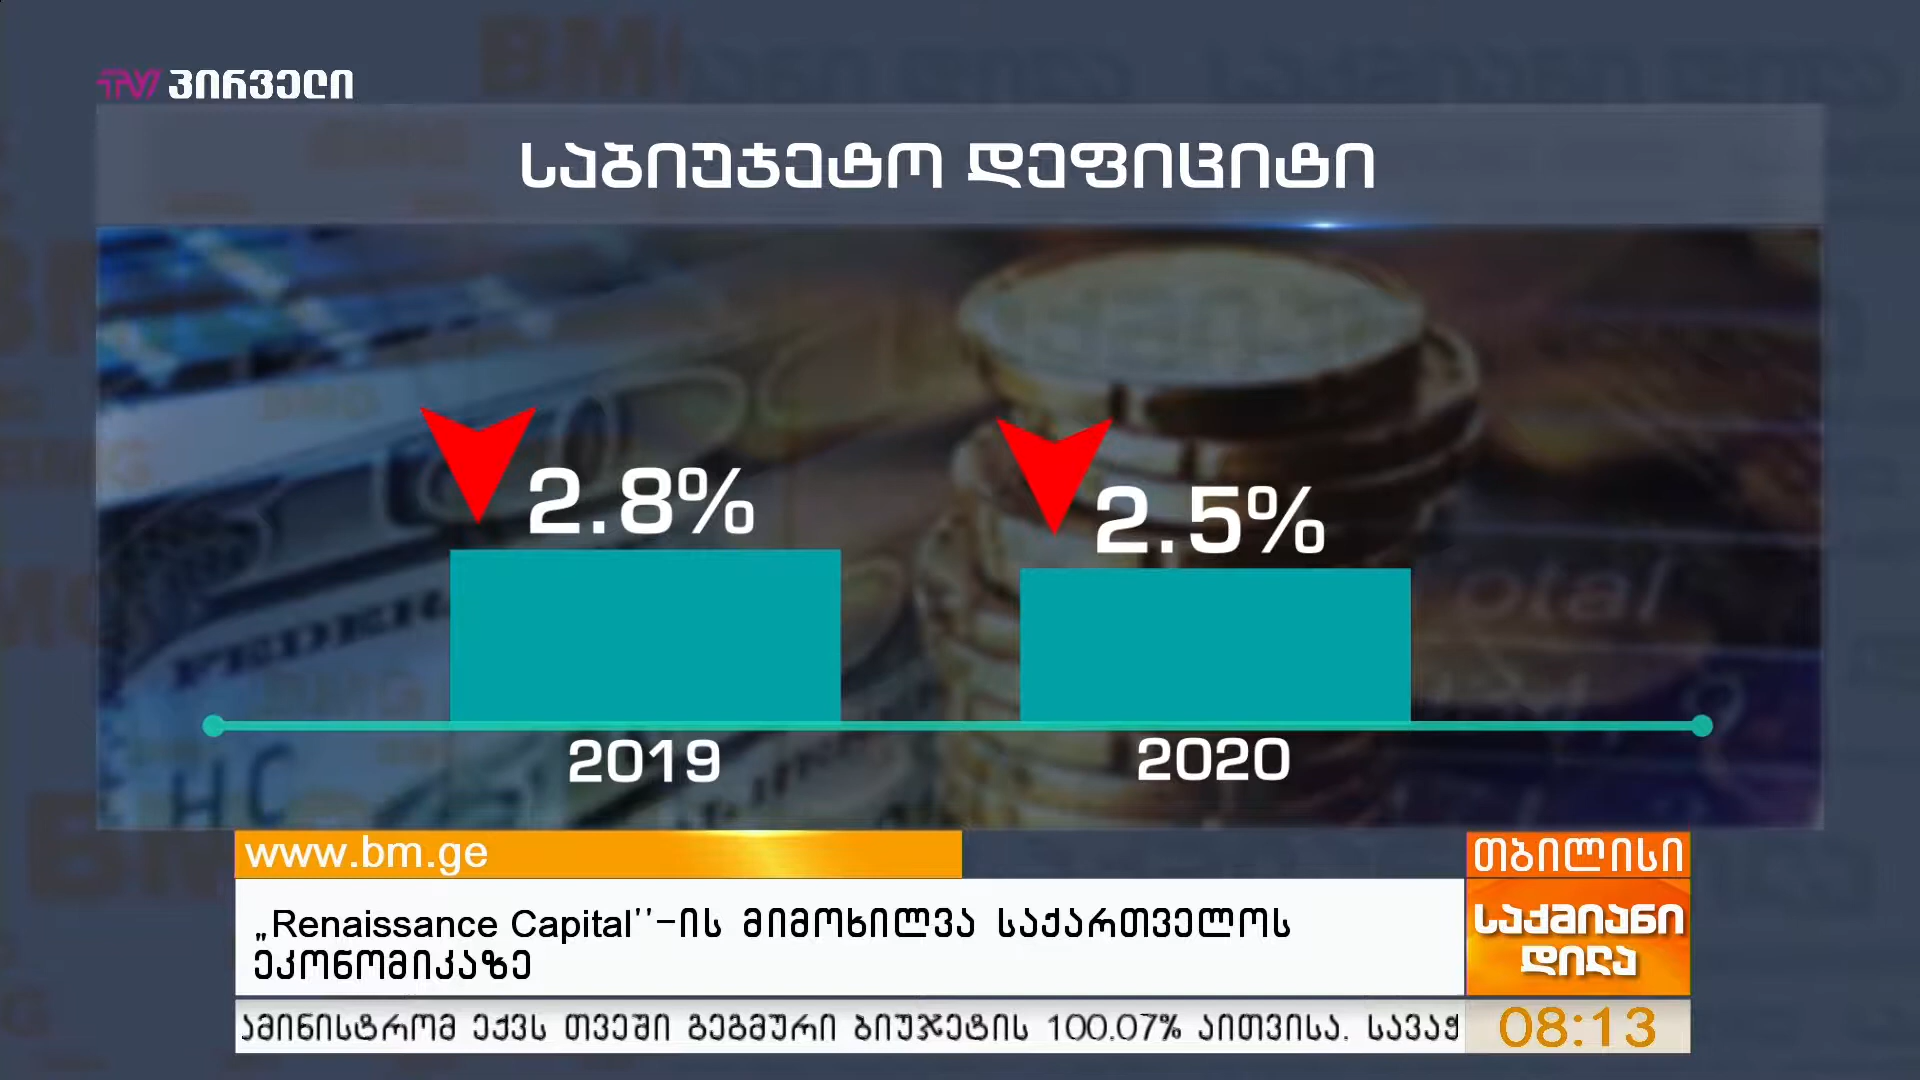 TV პირველი
საბიუჯეტო დეფიციტი
2.8%
2.5%
2019
2020
www.bm.ge
თბილისი
„Renaissance Capital''-ის მიმოხილვა საქართველოს
ეკონომიკაზე
საქმიანი
დილა
ამინისტრომ ექვს თვეში გეგმური ბიუჯეტის 100.07% აითვისა. სავაჭ
08:13